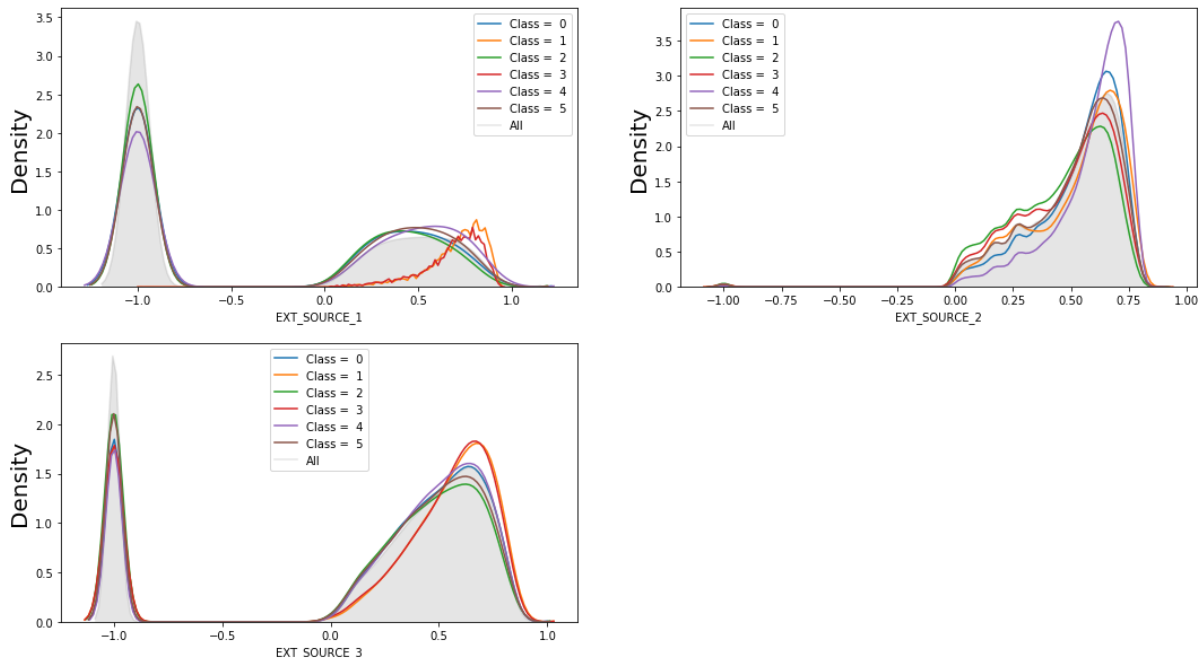 Density
3.5
3.0
2.5
2.0
1.5
1.0
0.5
0.0
−1.0 −0.5 0.0 0.5 1.0
EXT_SOURCE_1
Class = 0
Class = 1
Class = 2
Class = 3
Class = 4
Class = 5
All
Density
3.5
3.0
2.5
2.0
1.5
1.0
0.5
0.0
−1.00 −0.75 −0.50 −0.25 0.00 0.25 0.50 0.75 1.00
EXT_SOURCE_2
Class = 0
Class = 1
Class = 2
Class = 3
Class = 4
Class = 5
All
Density
2.5
2.0
1.5
1.0
0.5
0.0
−1.0 −0.5 0.0 0.5 1.0
EXT_SOURCE_3
Class = 0
Class = 1
Class = 2
Class = 3
Class = 4
Class = 5
All